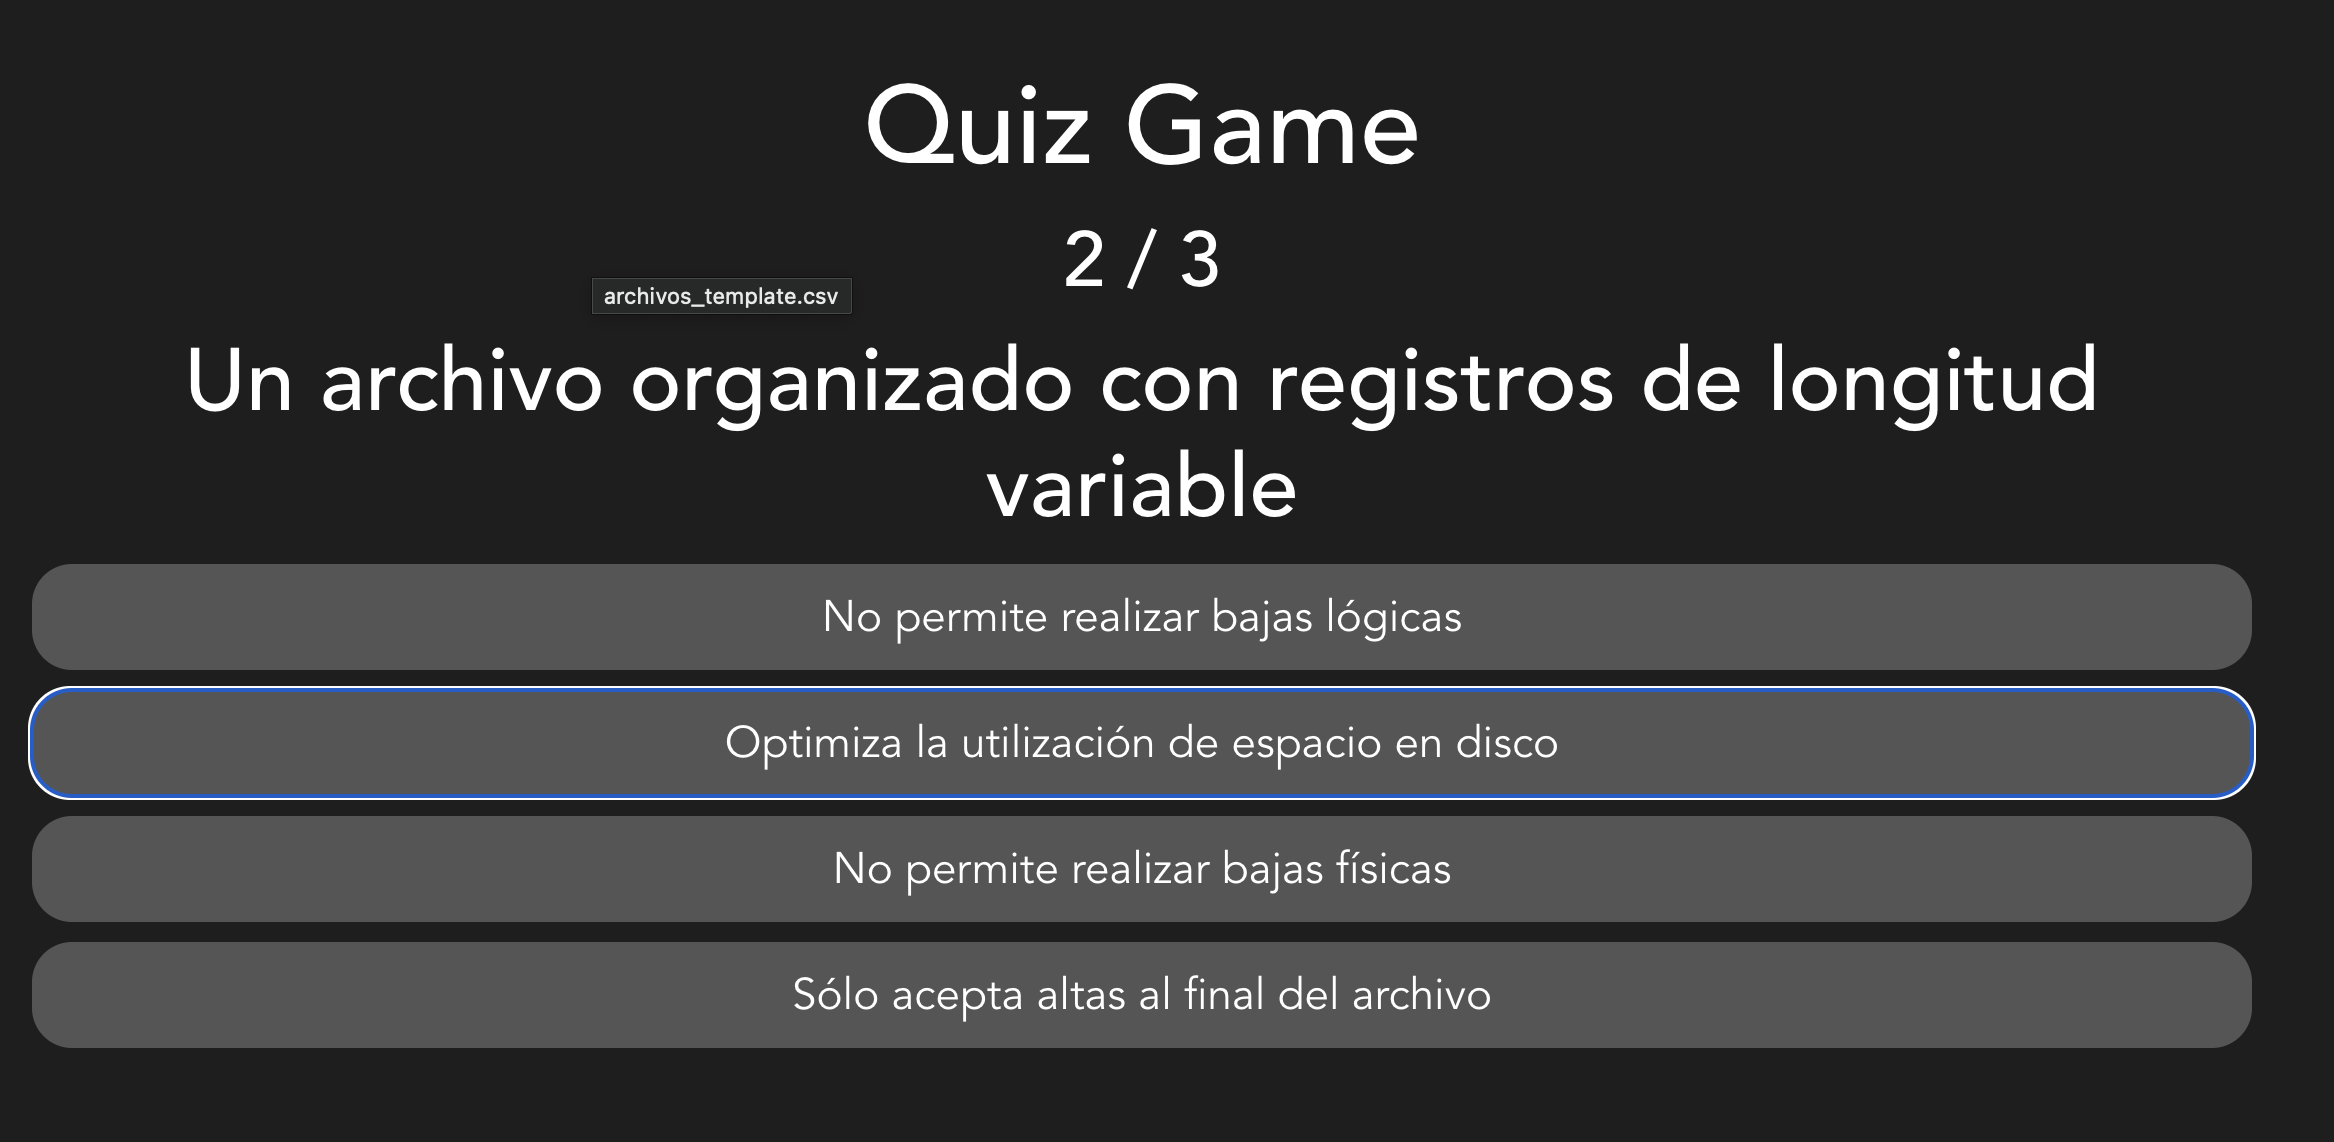 Quiz Game
2 / 3
archivos_template.csv
Un archivo organizado con registros de longitud
variable
No permite realizar bajas lógicas
Optimiza la utilización de espacio en disco
No permite realizar bajas físicas
Sólo acepta altas al final del archivo